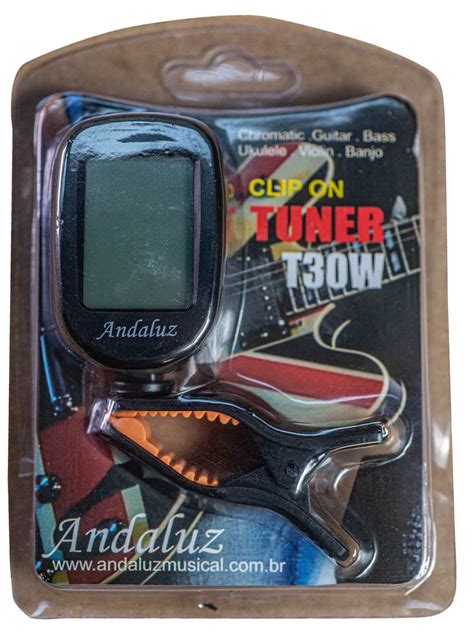 Chromatic . Guitar . Bass
Ukulele . Violin . Banjo
CLIP ON
TUNER
T30W
Andaluz
Andaluz
www.andaluzmusical.com.br